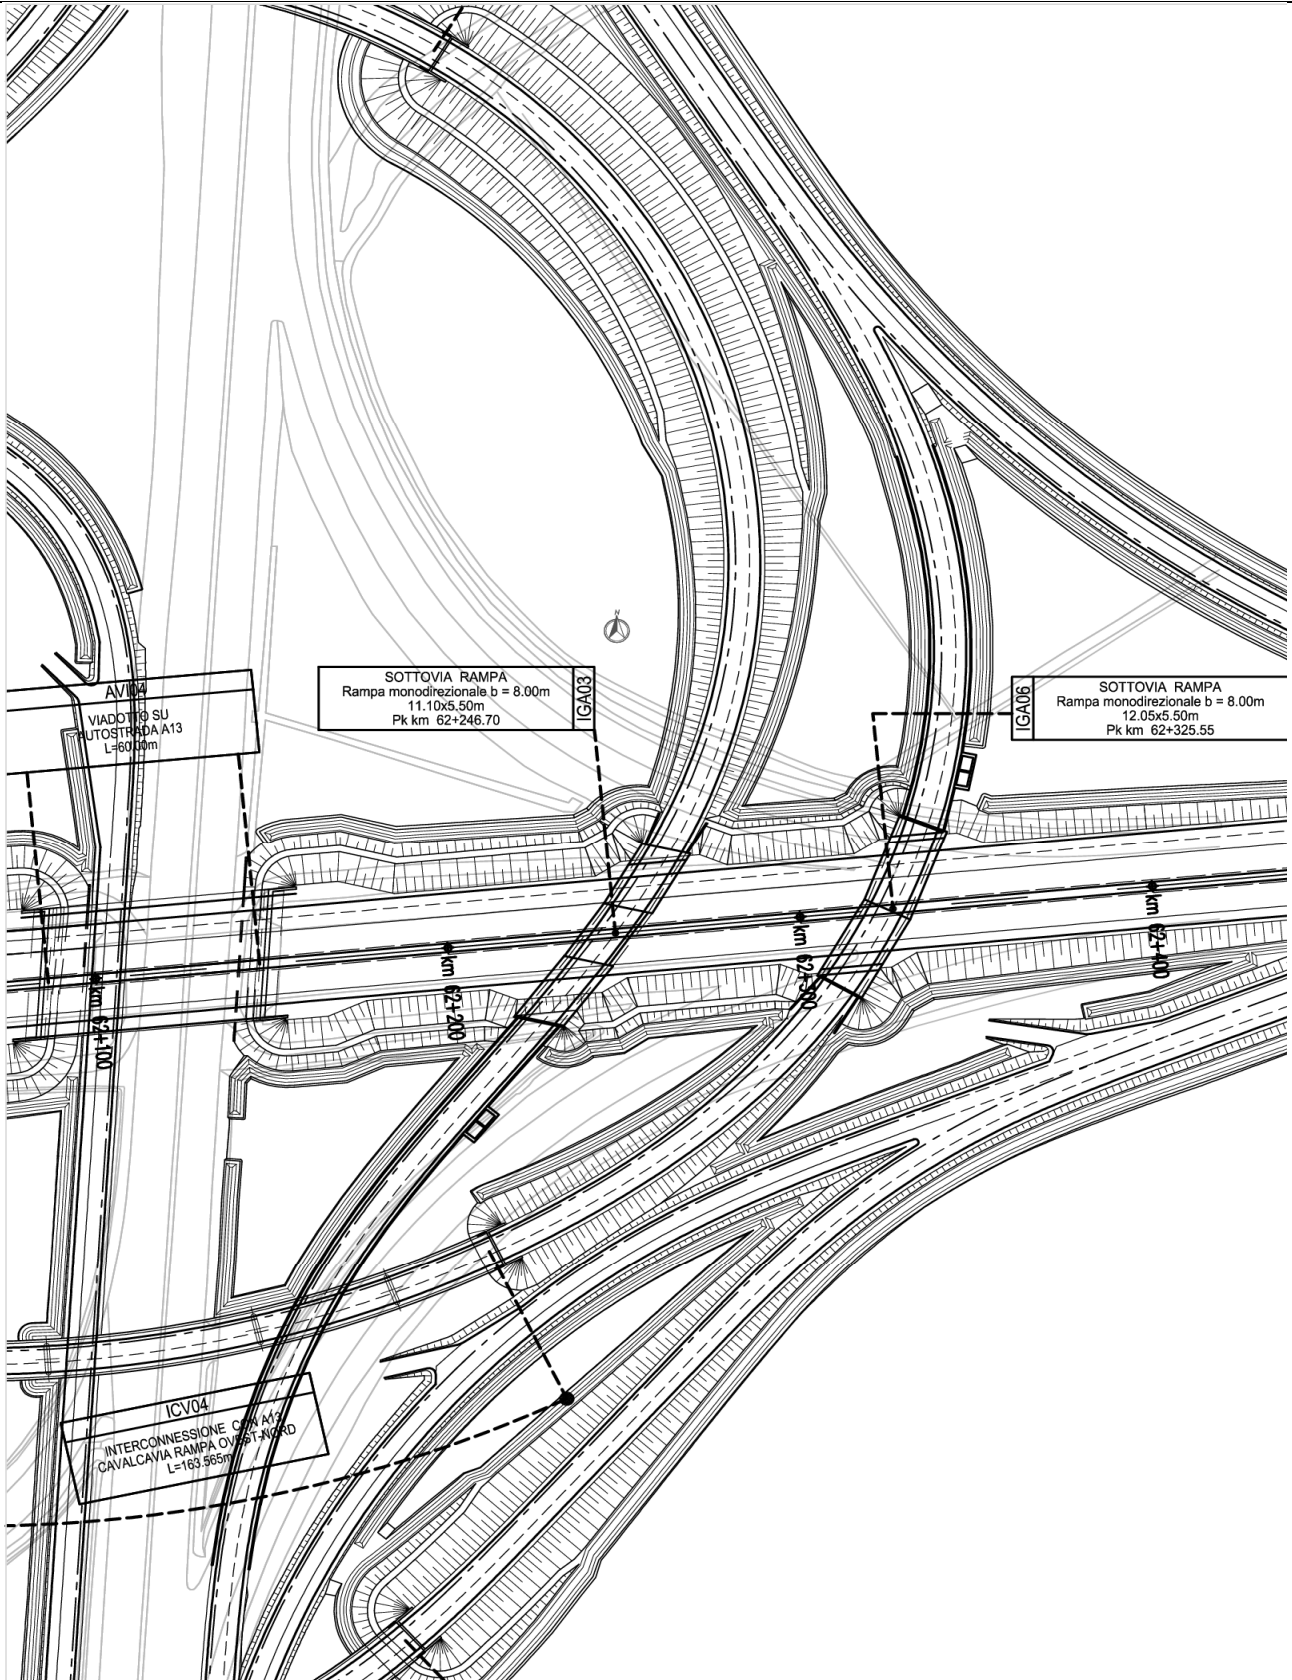 N
AVI04
VIADOTTO SU
AUTOSTRADA A13
L=60.00m
SOTTOVIA RAMPA
Rampa monodirezionale b = 8.00m
11.10x5.50m
Pk km 62+246.70
IGA03
IGA06
SOTTOVIA RAMPA
Rampa monodirezionale b = 8.00m
12.05x5.50m
Pk km 62+325.55
km 62+100
km 62+200
km 62+300
km 62+400
ICV04
INTERCONNESSIONE CON A13
CAVALCAVIA RAMPA OVEST-NORD
L=163.565m